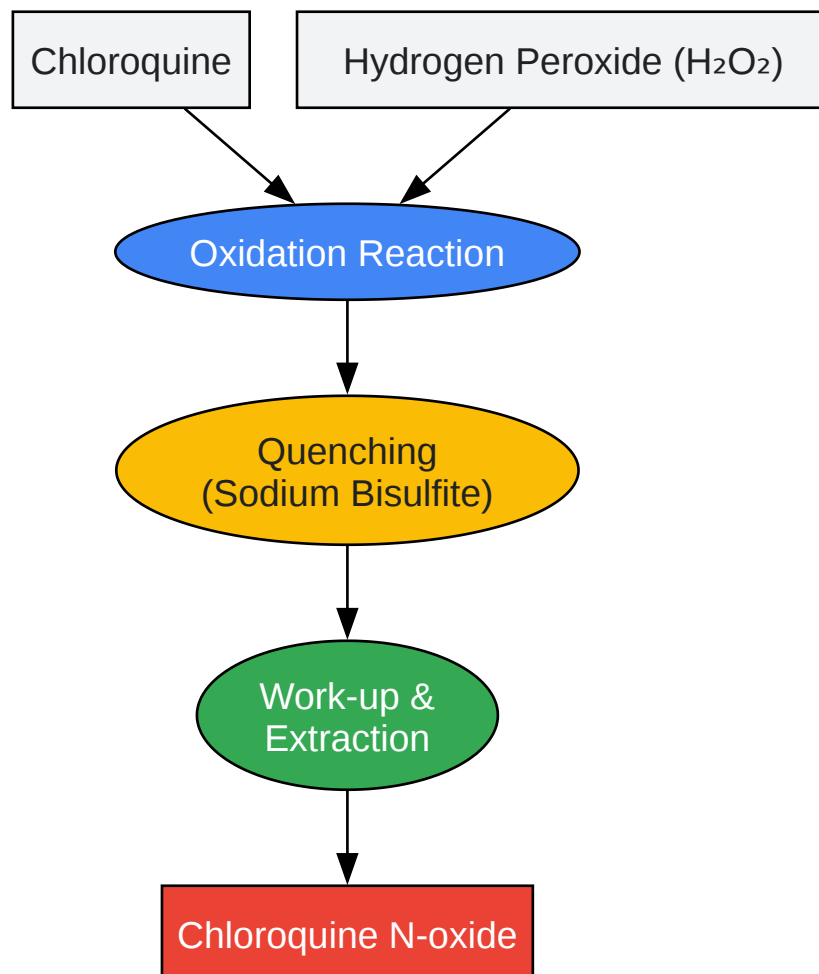 Chloroquine
Hydrogen Peroxide (H₂O₂)
Oxidation Reaction
Quenching
(Sodium Bisulfite)
Work-up &
Extraction
Chloroquine N-oxide